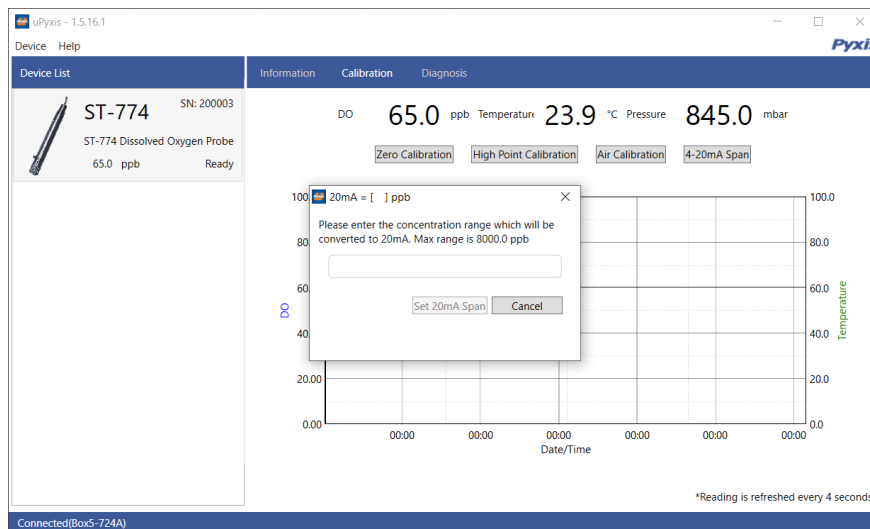 uPyxis - 1.5.16.1
Device Help
Device List
Information Calibration Diagnosis
ST-774 SN: 200003
ST-774 Dissolved Oxygen Probe
65.0 ppb Ready
DO 65.0 ppb Temperature 23.9 °C Pressure 845.0 mbar
Zero Calibration High Point Calibration Air Calibration 4-20mA Span
20mA = [ ] ppb
Please enter the concentration range which will be
converted to 20mA. Max range is 8000.0 ppb
Set 20mA Span Cancel
DO
20.00
0.00
100.0
80.0
60.0
40.0
20.0
0.0
Temperature
00:00 00:00 00:00 00:00 00:00 00:00
Date/Time
*Reading is refreshed every 4 seconds
Connected(Box5-724A)